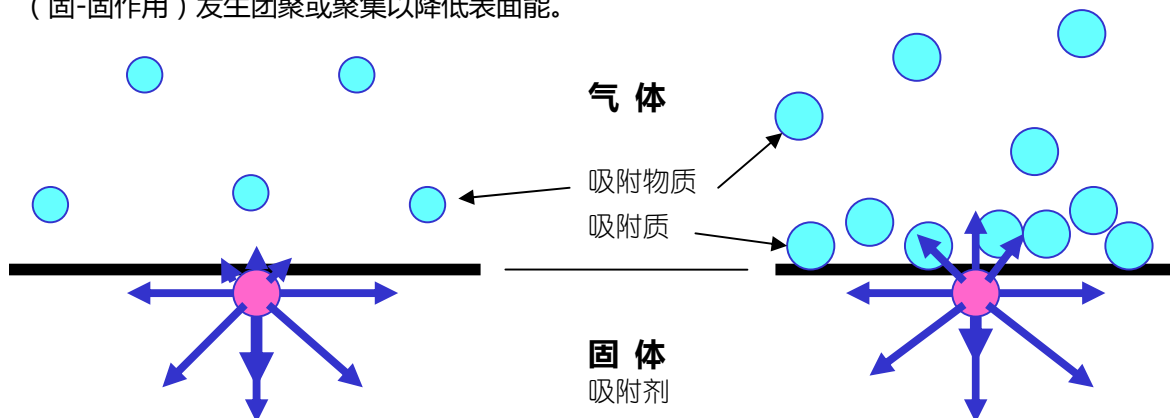 （固-固作用）发生团聚或聚集以降低表面能。
气 体
吸附物质
吸附质
固 体
吸附剂